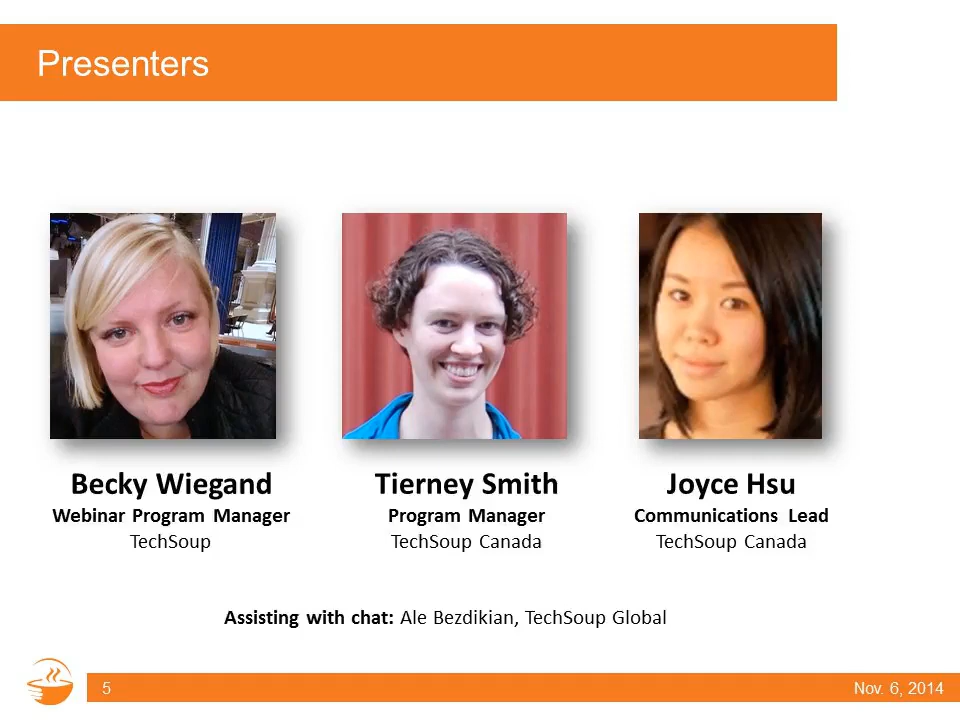 Presenters
Becky Wiegand
Webinar Program Manager
TechSoup
Tierney Smith
Program Manager
TechSoup Canada
Joyce Hsu
Communications Lead
TechSoup Canada
Assisting with chat: Ale Bezdikian, TechSoup Global
5
Nov. 6, 2014